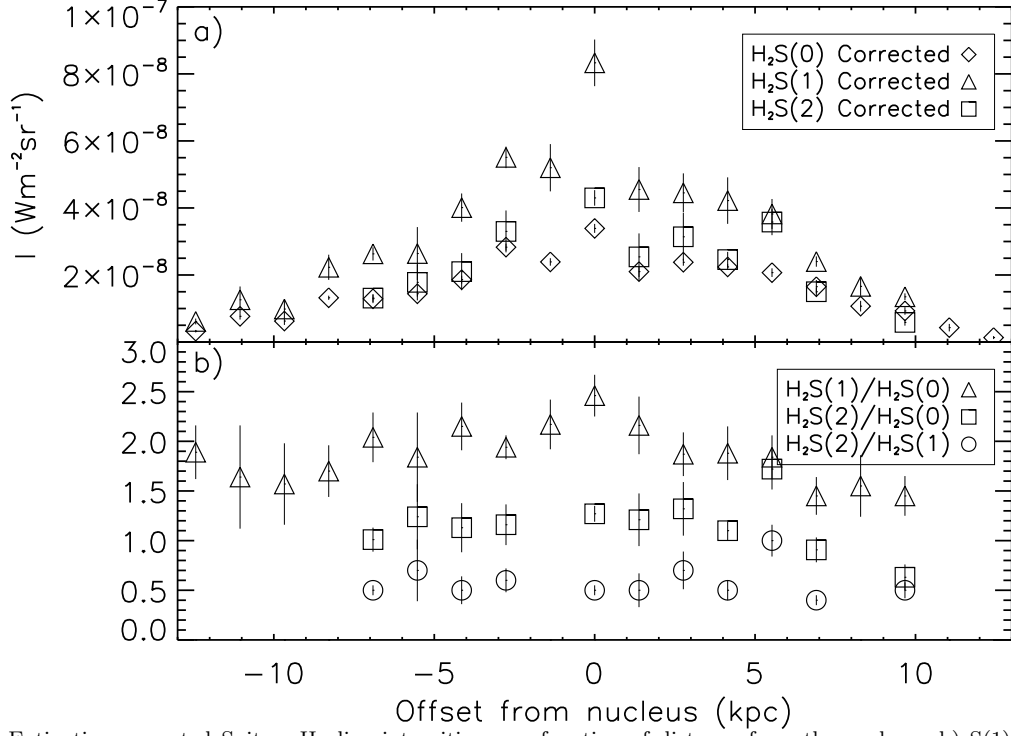 1×10⁻⁷
8×10⁻⁸
6×10⁻⁸
4×10⁻⁸
2×10⁻⁸
I (Wm⁻²sr⁻¹)
a)
H₂S(0) Corrected
H₂S(1) Corrected
H₂S(2) Corrected
3.0
2.5
2.0
1.5
1.0
0.5
0.0
b)
H₂S(1)/H₂S(0)
H₂S(2)/H₂S(0)
H₂S(2)/H₂S(1)
−10 −5 0 5 10
Offset from nucleus (kpc)